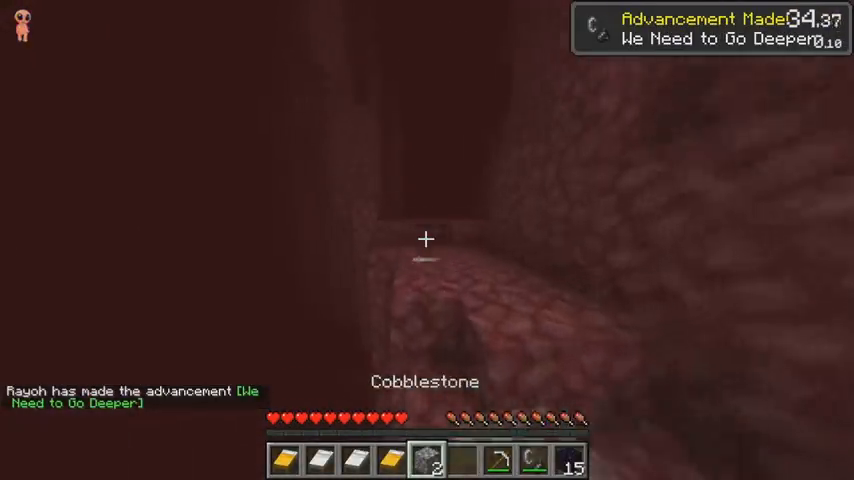 Advancement Made
34.37
We Need to Go Deeper
0.10
Cobblestone
Rayoh has made the advancement [We
Need to Go Deeper]
2
15